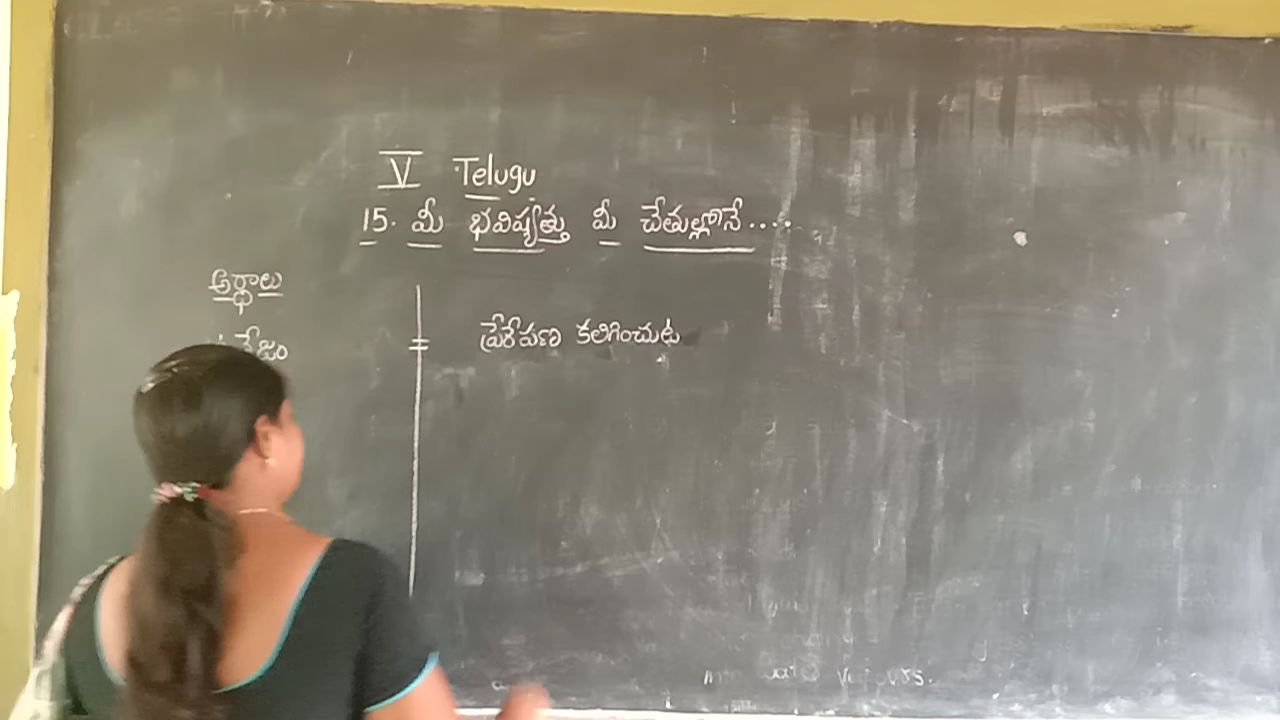 V Telugu
15. మీ భవిష్యత్తు మీ చేతుల్లోనే....
అర్థాలు
= ప్రేరేపణ కలిగించుట